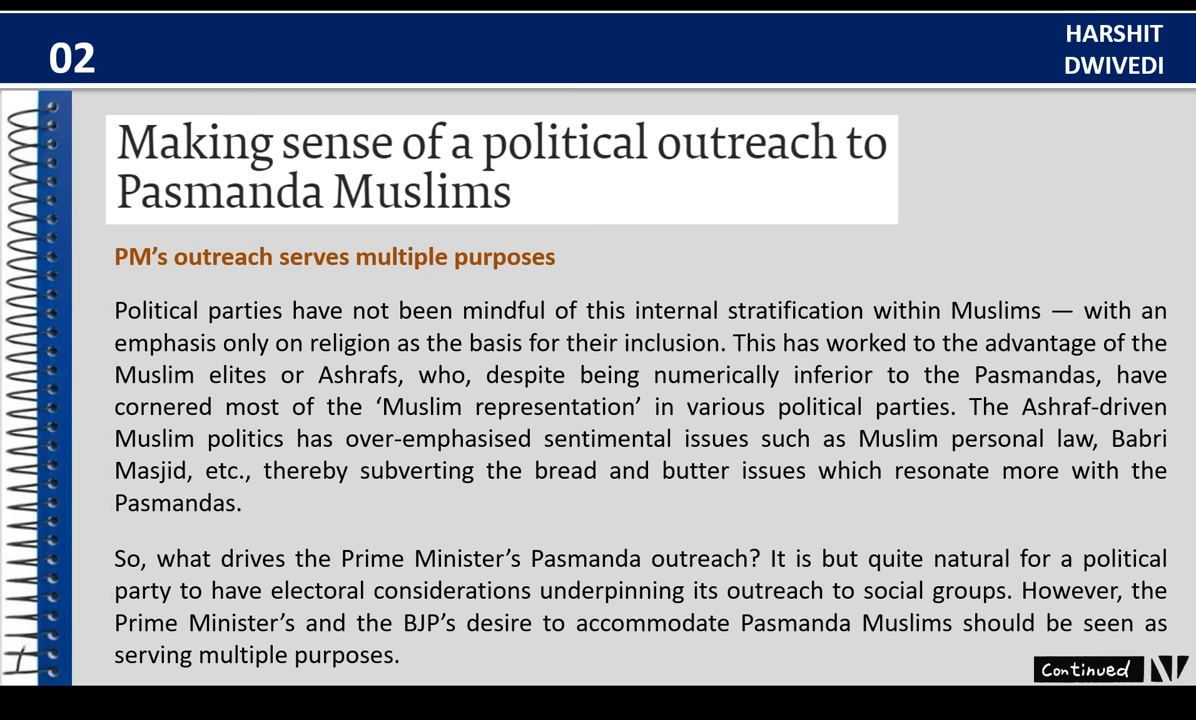 02
HARSHIT
DWIVEDI
Making sense of a political outreach to
Pasmanda Muslims
PM’s outreach serves multiple purposes
Political parties have not been mindful of this internal stratification within Muslims — with an
emphasis only on religion as the basis for their inclusion. This has worked to the advantage of the
Muslim elites or Ashrafs, who, despite being numerically inferior to the Pasmandas, have
cornered most of the ‘Muslim representation’ in various political parties. The Ashraf-driven
Muslim politics has over-emphasised sentimental issues such as Muslim personal law, Babri
Masjid, etc., thereby subverting the bread and butter issues which resonate more with the
Pasmandas.
So, what drives the Prime Minister’s Pasmanda outreach? It is but quite natural for a political
party to have electoral considerations underpinning its outreach to social groups. However, the
Prime Minister’s and the BJP’s desire to accommodate Pasmanda Muslims should be seen as
serving multiple purposes.
Continued